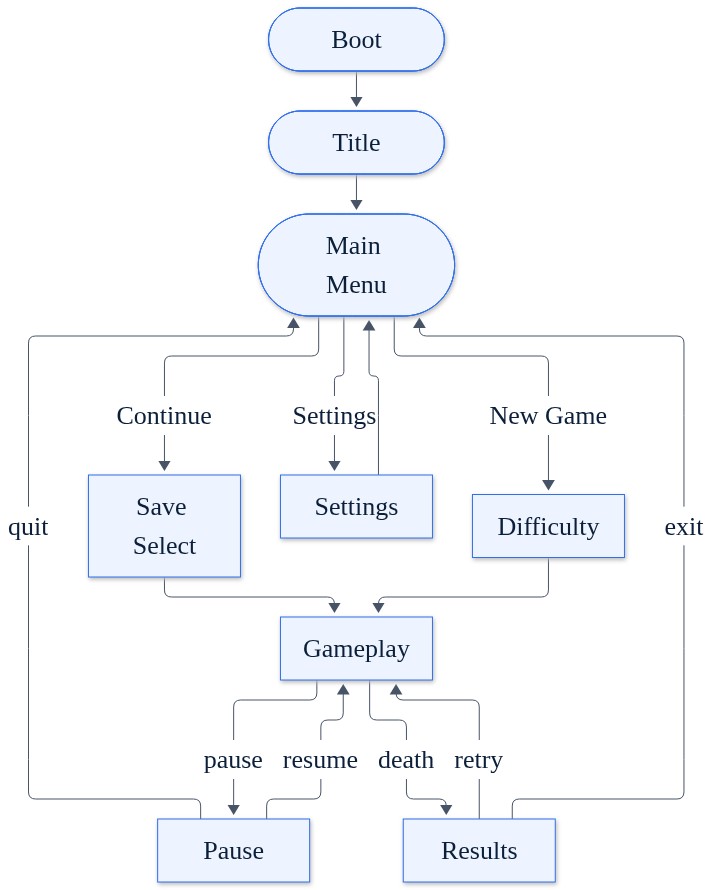 Boot
Title
Main
Menu
Continue
Settings
New Game
Save
Select
Settings
Difficulty
quit
exit
Gameplay
pause
resume
death
retry
Pause
Results